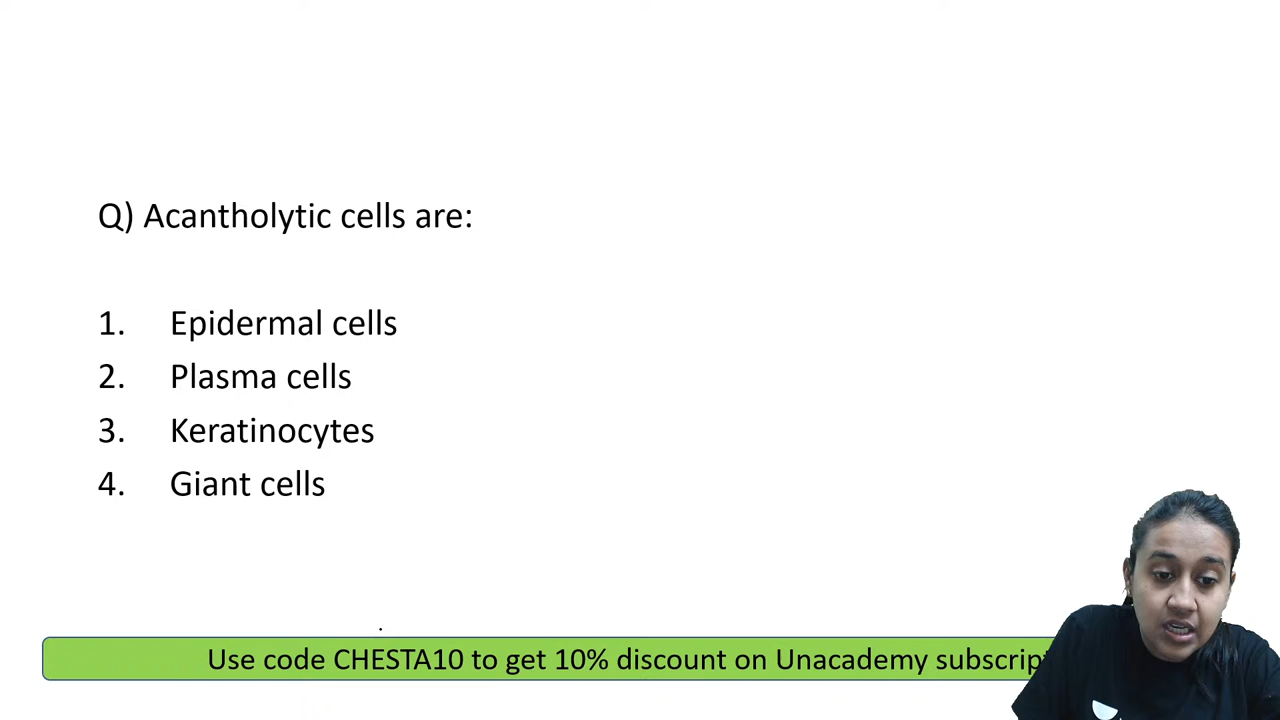 Q) Acantholytic cells are:
1. Epidermal cells
2. Plasma cells
3. Keratinocytes
4. Giant cells
Use code CHESTA10 to get 10% discount on Unacademy